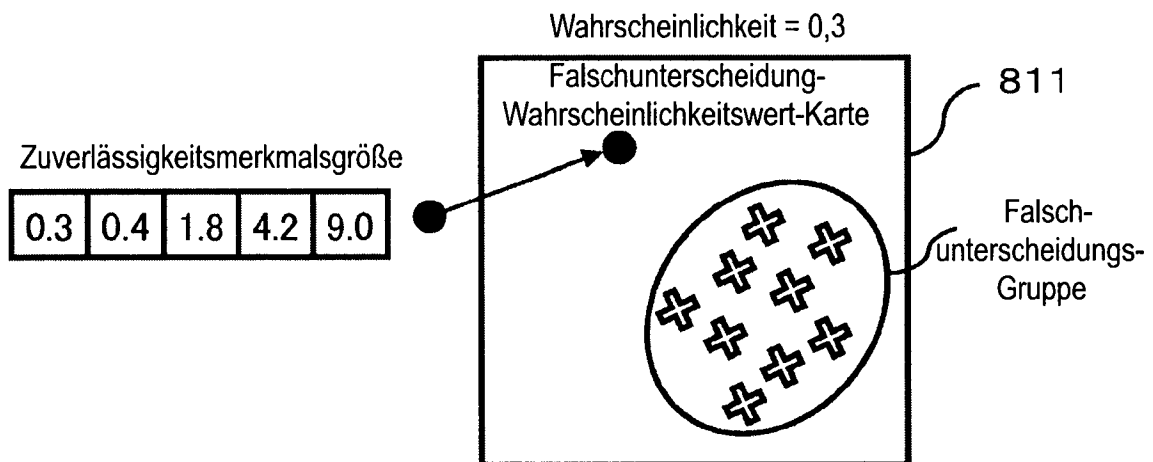 Wahrscheinlichkeit = 0,3
Falschunterscheidung-
Wahrscheinlichkeitswert-Karte
811
Zuverlässigkeitsmerkmalsgröße
0.3 0.4 1.8 4.2 9.0
Falsch-
unterscheidungs-
Gruppe